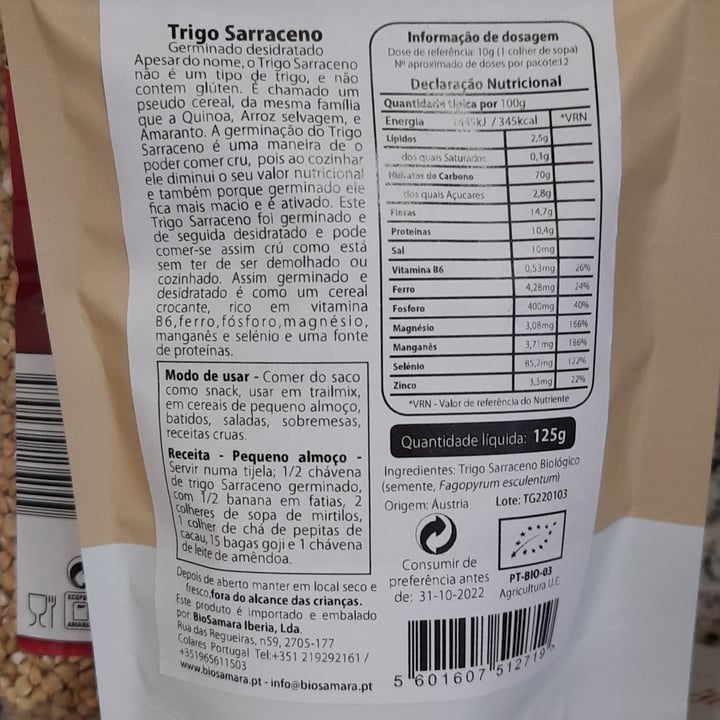 Trigo Sarraceno
Germinado desidratado
Apesar do nome, o Trigo Sarraceno
não é um tipo de trigo, e não
contem glúten. É chamado um
pseudo cereal, da mesma família
que a Quinoa, Arroz selvagem, e
Amaranto. A germinação do Trigo
Sarraceno é uma maneira de o
poder comer cru, pois ao cozinhar
ele diminui o seu valor nutricional
e também porque germinado ele
fica mais macio e é ativado. Este
Trigo Sarraceno foi germinado e
de seguida desidratado e pode
comer-se assim crú como está
sem ter de ser demolhado ou
cozinhado. Assim germinado e
desidratado é como um cereal
crocante, rico em vitamina
B6,ferro,fósforo,magnésio,
manganês e selénio e uma fonte
de proteínas.
Modo de usar - Comer do saco
como snack, usar em trailmix,
em cereais de pequeno almoço,
batidos, saladas, sobremesas,
receitas cruas.
Receita - Pequeno almoço -
Servir numa tijela; 1/2 chávena
de trigo Sarraceno germinado,
com 1/2 banana em fatias, 2
colheres de sopa de mirtilos,
1 colher de chá de pepitas de
cacau, 15 bagas goji e 1 chávena
de leite de amêndoa.
Depois de aberto manter em local seco e
fresco,fora do alcance das crianças.
Este produto é importado e embalado
por: BioSamara Iberia, Lda.
Rua das Regueiras, n59, 2705-177
Colares Portugal Tel:+351 219292161 /
+351965611503
www.biosamara.pt - info@biosamara.pt
Informação de dosagem
Dose de referência: 10g (1 colher de sopa)
Nº aproximado de doses por pacote:12
Declaração Nutricional
Quantidade típica por 100g
Energia kJ / 345kcal *VRN
Lípidos 2,5g
dos quais Saturados 0,1g
Hidratos de Carbono 70g
dos quais Açucares 2,8g
Fibras 14,7g
Proteínas 10,4g
Sal 10mg
Vitamina B6 0,53mg 26%
Ferro 4,28mg 24%
Fosforo 400mg 40%
Magnésio 3,08mg 166%
Manganês 3,71mg 186%
Selénio 85,2mg 122%
Zinco 3,3mg 22%
*VRN - Valor de referência do Nutriente
Quantidade líquida: 125g
Ingredientes: Trigo Sarraceno Biológico
(semente, Fagopyrum esculentum)
Origem: Áustria Lote: TG220103
Consumir de
preferência antes
de: 31-10-2022
PT-BIO-03
Agricultura U.E.
5 601607 512719